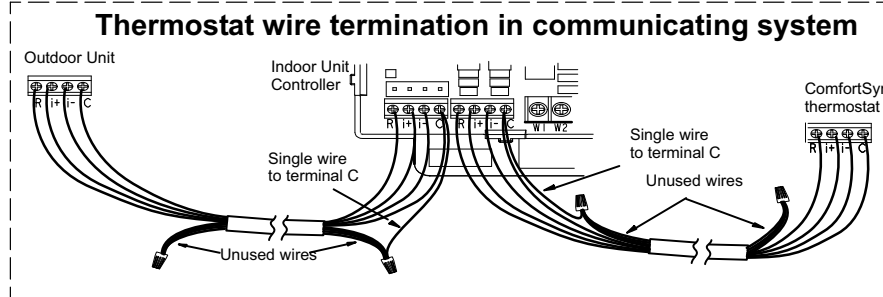 Thermostat wire termination in communicating system
Outdoor Unit
R i+ i- C
Indoor Unit
Controller
R i+ i- C R i+ i- C W1 W2
thermostat
R i+ i- C
Single wire
to terminal C
Single wire
to terminal C
Unused wires
Unused wires